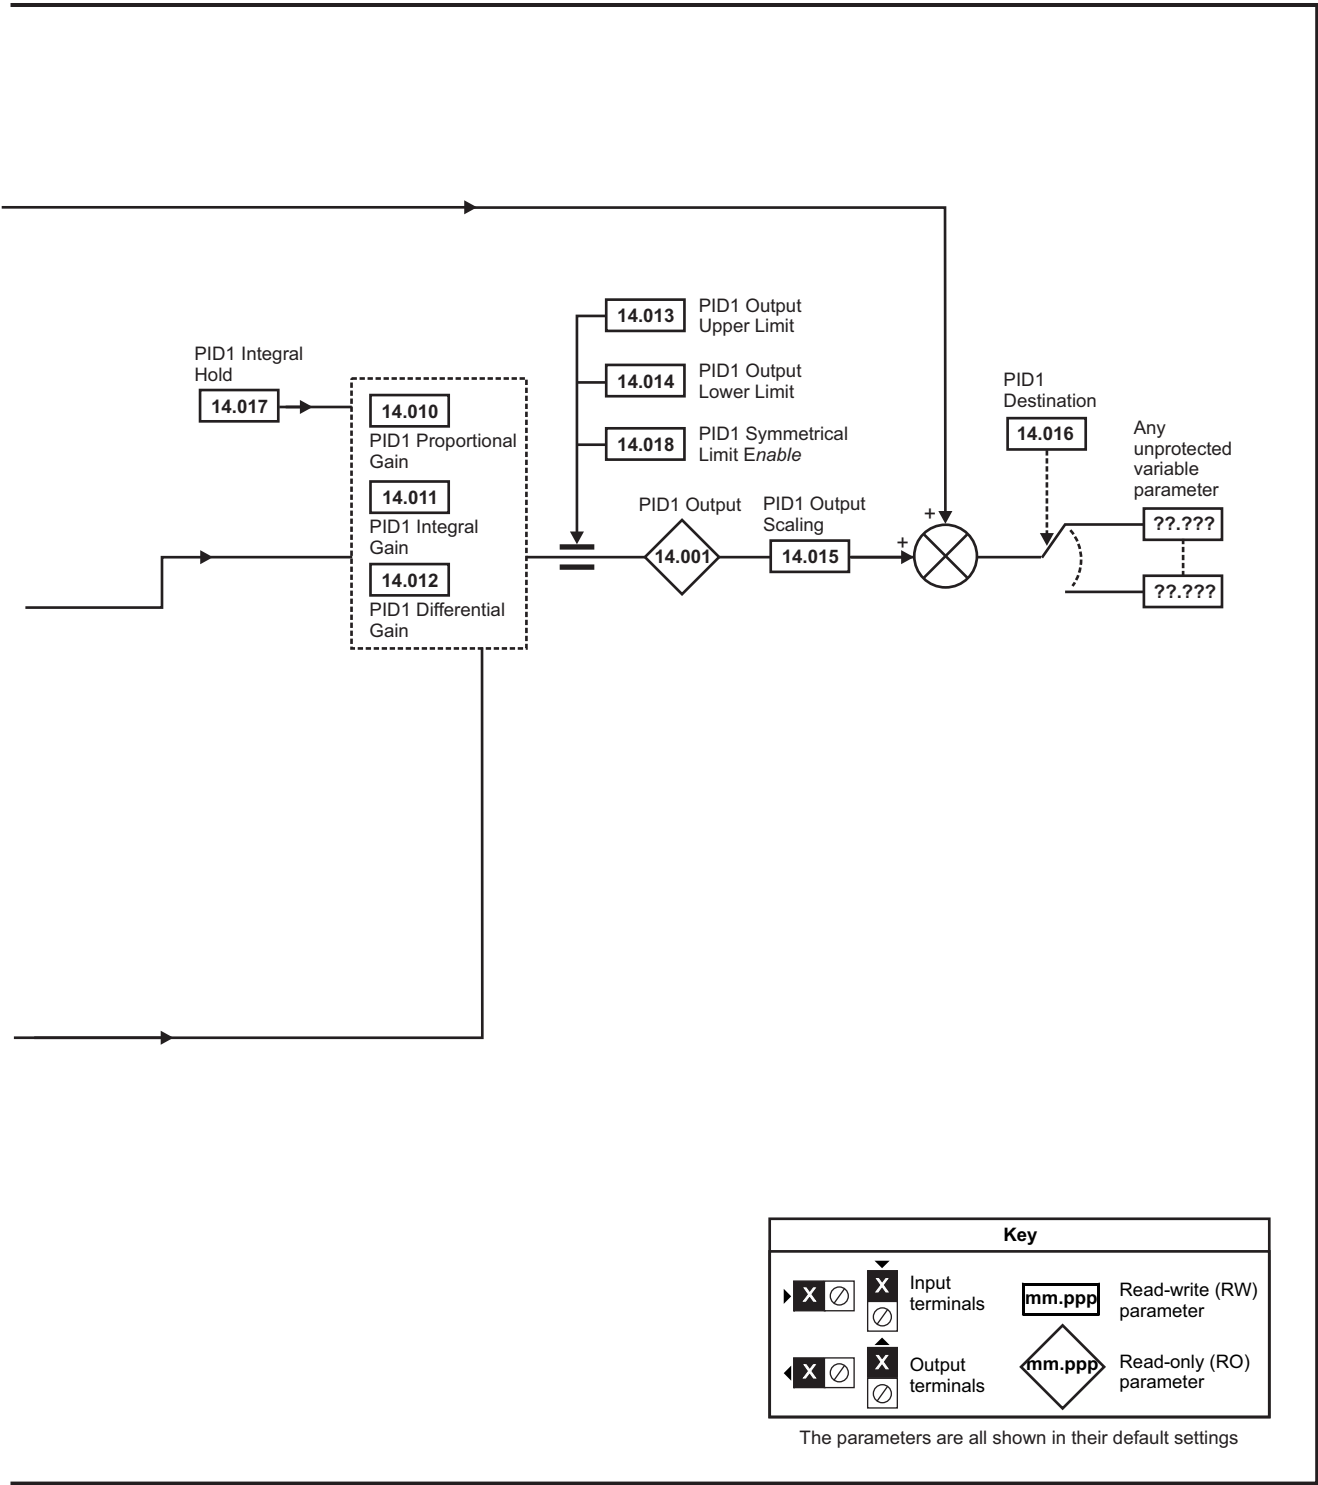 PID1 Integral
Hold
14.017
14.010
PID1 Proportional
Gain
14.011
PID1 Integral
Gain
14.012
PID1 Differential
Gain
14.013
PID1 Output
Upper Limit
14.014
PID1 Output
Lower Limit
14.018
PID1 Symmetrical
Limit Enable
PID1 Output
14.001
PID1 Output
Scaling
14.015
+
+
PID1
Destination
14.016
Any
unprotected
variable
parameter
??.???
??.???
Key
X
X
Input
terminals
mm.ppp
Read-write (RW)
parameter
X
X
Output
terminals
mm.ppp
Read-only (RO)
parameter
The parameters are all shown in their default settings